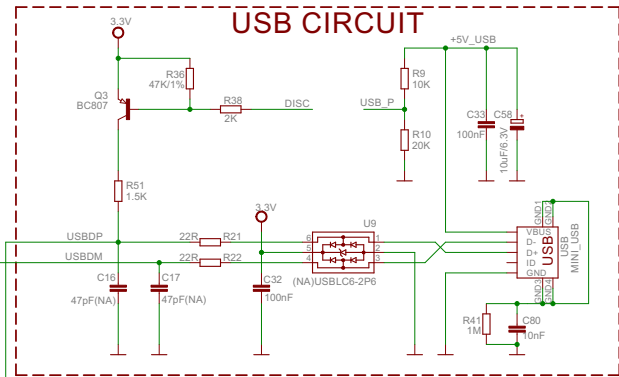 USB CIRCUIT
3.3V
+5V_USB
R36
47K/1%
Q3
BC807
R38
2K
DISC
USB_P
R9
10K
R10
20K
C33
100nF
C58
+
10uF/6.3V
R51
1.5K
3.3V
U9
USBDP
22R
R21
USBDM
22R
R22
6
5
4
1
2
3
(NA)USBLC6-2P6
C16
47pF(NA)
C17
47pF(NA)
C32
100nF
GND1
GND2
VBUS
D-
D+
ID
GND
GND3
GND4
USB
USB
MINI_USB
R41
1M
C80
10nF